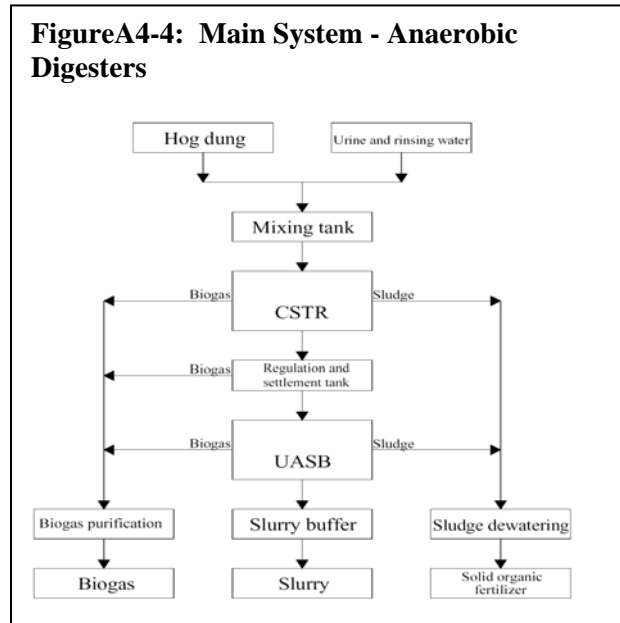 FigureA4-4:  Main System - Anaerobic
Digesters
Hog dung
Urine and rinsing water
Mixing tank
Biogas
Sludge
CSTR
Biogas
Regulation and
settlement tank
Biogas
Sludge
UASB
Biogas purification
Slurry buffer
Sludge dewatering
Biogas
Slurry
Solid organic
fertilizer